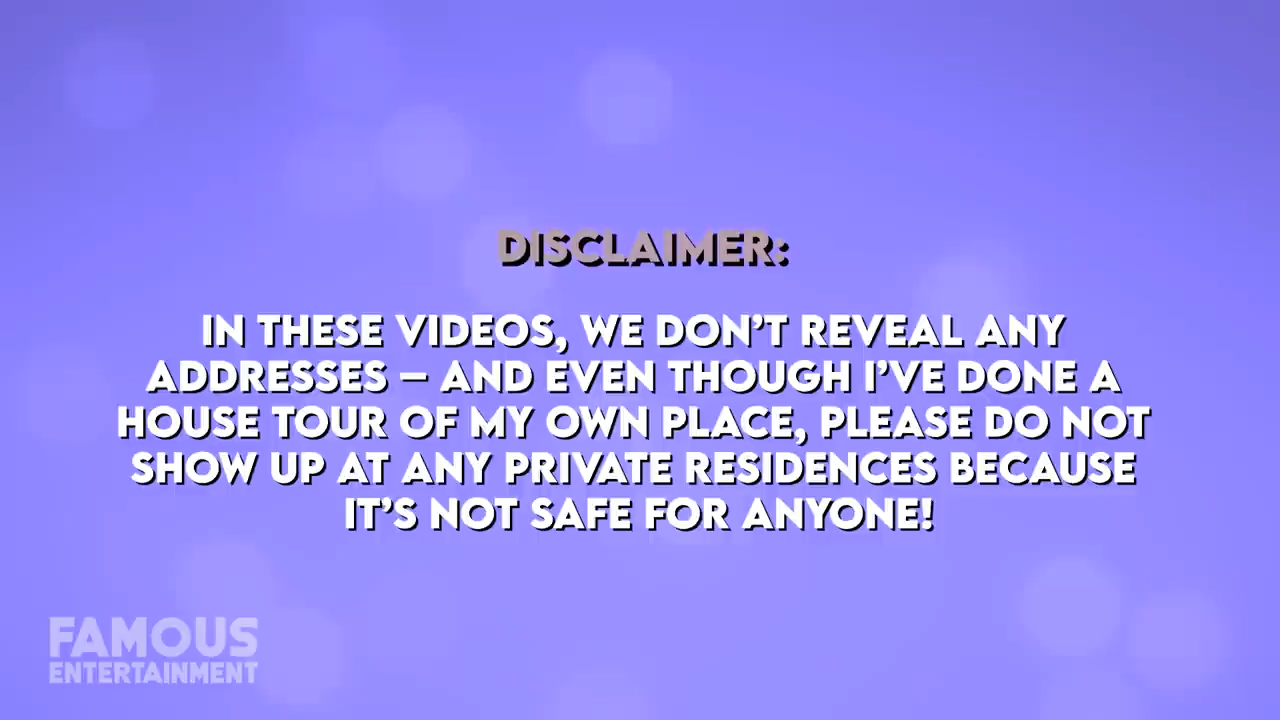 DISCLAIMER:
IN THESE VIDEOS, WE DON'T REVEAL ANY
ADDRESSES – AND EVEN THOUGH I'VE DONE A
HOUSE TOUR OF MY OWN PLACE, PLEASE DO NOT
SHOW UP AT ANY PRIVATE RESIDENCES BECAUSE
IT'S NOT SAFE FOR ANYONE!
FAMOUS
ENTERTAINMENT